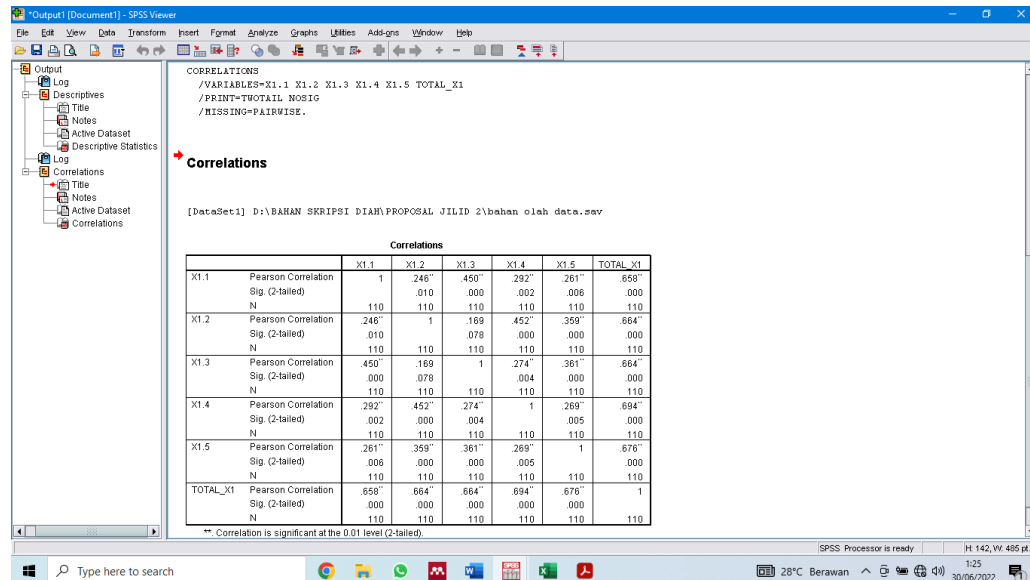 *Output1 [Document1] - SPSS Viewer
File Edit View Data Transform Insert Format Analyze Graphs Utilities Add-ons Window Help
Output
Log
Descriptives
Title
Notes
Active Dataset
Descriptive Statistics
Log
Correlations
Title
Notes
Active Dataset
Correlations
CORRELATIONS
/VARIABLES=X1.1 X1.2 X1.3 X1.4 X1.5 TOTAL_X1
/PRINT=TWOTAIL NOSIG
/MISSING=PAIRWISE.
Correlations
[DataSet1] D:\BAHAN SKRIPSI DIAH\PROPOSAL JILID 2\bahan olah data.sav
Correlations
X1.1 X1.2 X1.3 X1.4 X1.5 TOTAL_X1
X1.1 Pearson Correlation 1 .246** .450** .292** .261** .658**
Sig. (2-tailed) .010 .000 .002 .006 .000
N 110 110 110 110 110 110
X1.2 Pearson Correlation .246** 1 .169 .452** .359** .664**
Sig. (2-tailed) .010 .078 .000 .000 .000
N 110 110 110 110 110 110
X1.3 Pearson Correlation .450** .169 1 .274** .361** .664**
Sig. (2-tailed) .000 .078 .004 .000 .000
N 110 110 110 110 110 110
X1.4 Pearson Correlation .292** .452** .274** 1 .269** .694**
Sig. (2-tailed) .002 .000 .004 .005 .000
N 110 110 110 110 110 110
X1.5 Pearson Correlation .261** .359** .361** .269** 1 .676**
Sig. (2-tailed) .006 .000 .000 .005 .000
N 110 110 110 110 110 110
TOTAL_X1 Pearson Correlation .658** .664** .664** .694** .676** 1
Sig. (2-tailed) .000 .000 .000 .000 .000
N 110 110 110 110 110 110
**. Correlation is significant at the 0.01 level (2-tailed).
SPSS Processor is ready H: 142, W: 485 pt.
Type here to search
28°C Berawan
1:25
30/06/2022